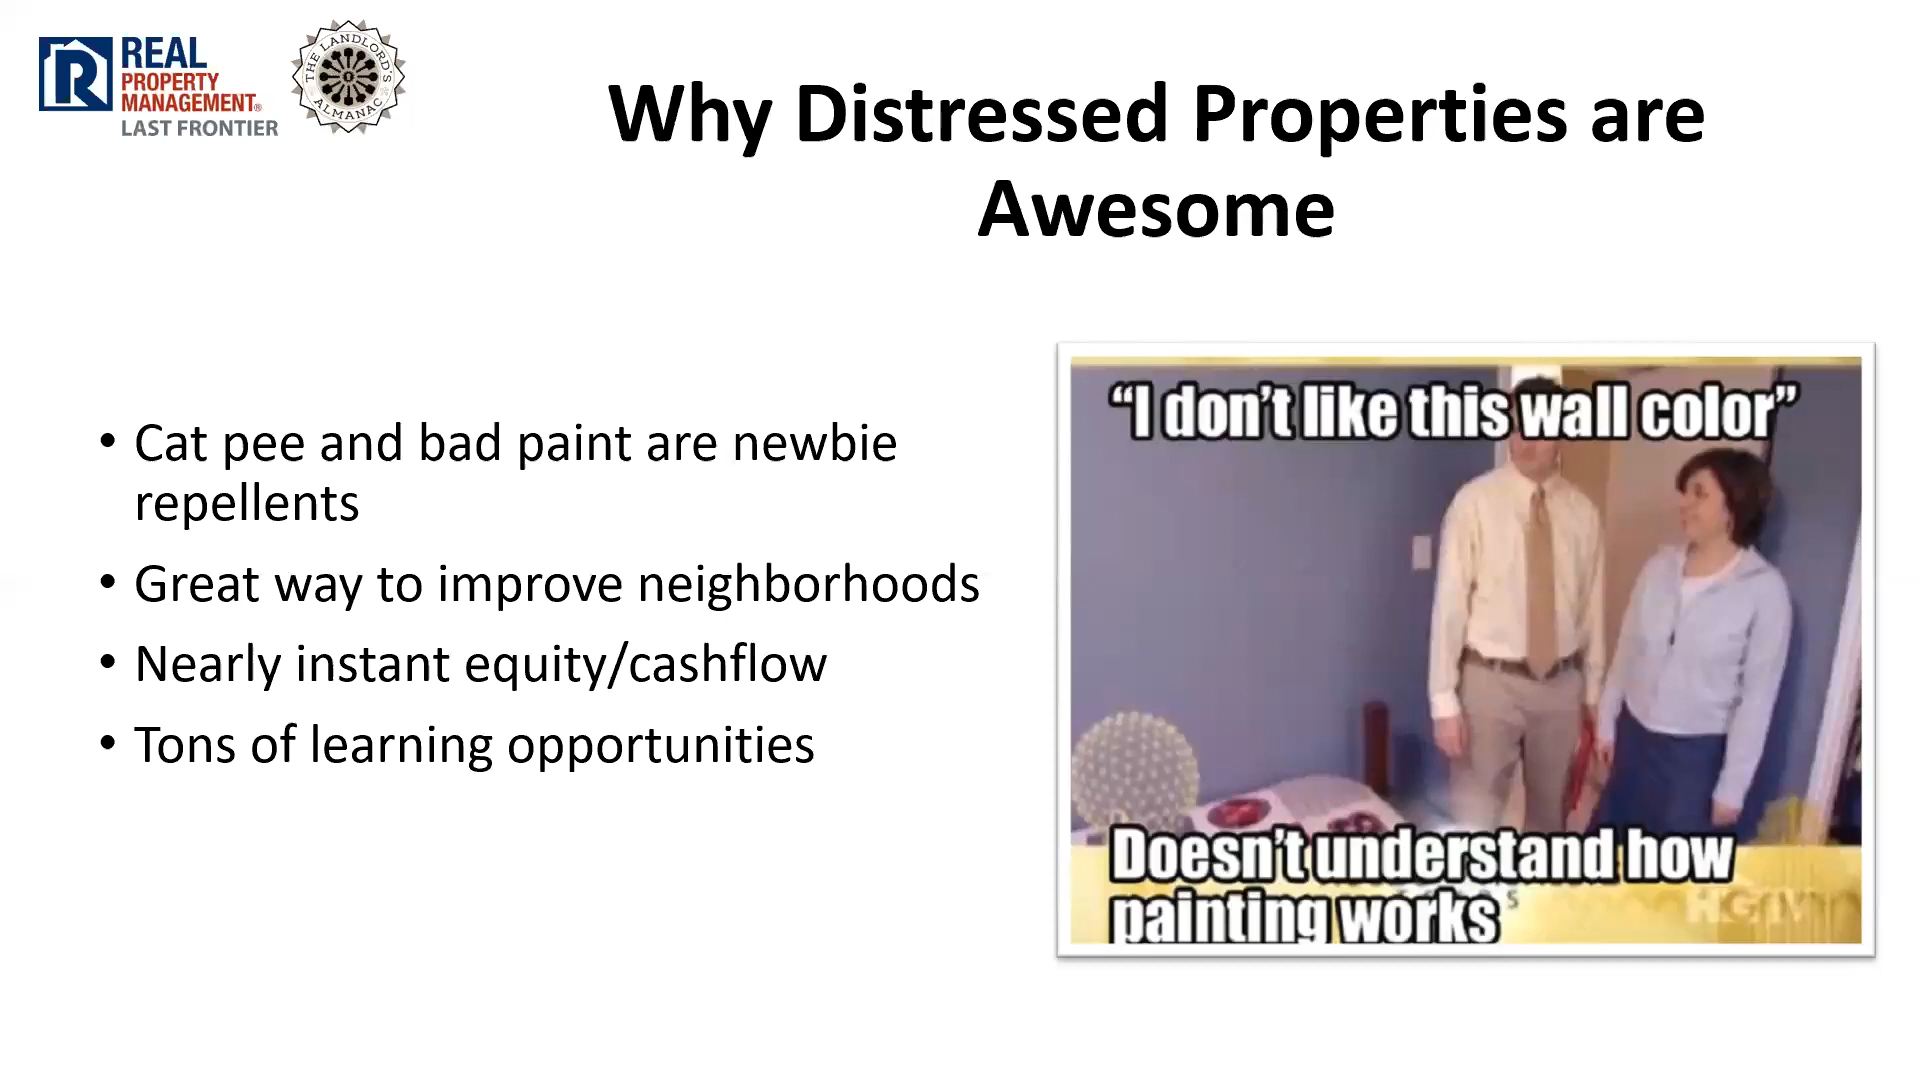 REAL
PROPERTY
MANAGEMENT®
LAST FRONTIER
THE LANDLORD'S
ALMANAC
Why Distressed Properties are
Awesome
• Cat pee and bad paint are newbie
repellents
• Great way to improve neighborhoods
• Nearly instant equity/cashflow
• Tons of learning opportunities
“I don’t like this wall color”
Doesn’t understand how
painting works
HGTV